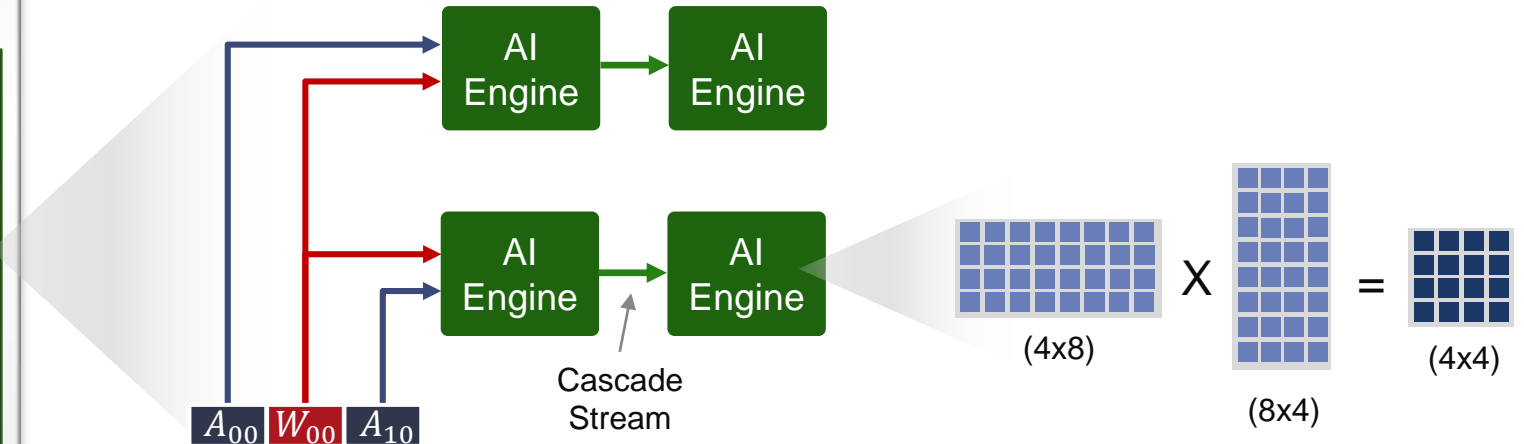 AI
Engine
AI
Engine
AI
Engine
AI
Engine
X
=
(4x8)
(8x4)
(4x4)
Cascade
Stream
A₀₀ W₀₀ A₁₀